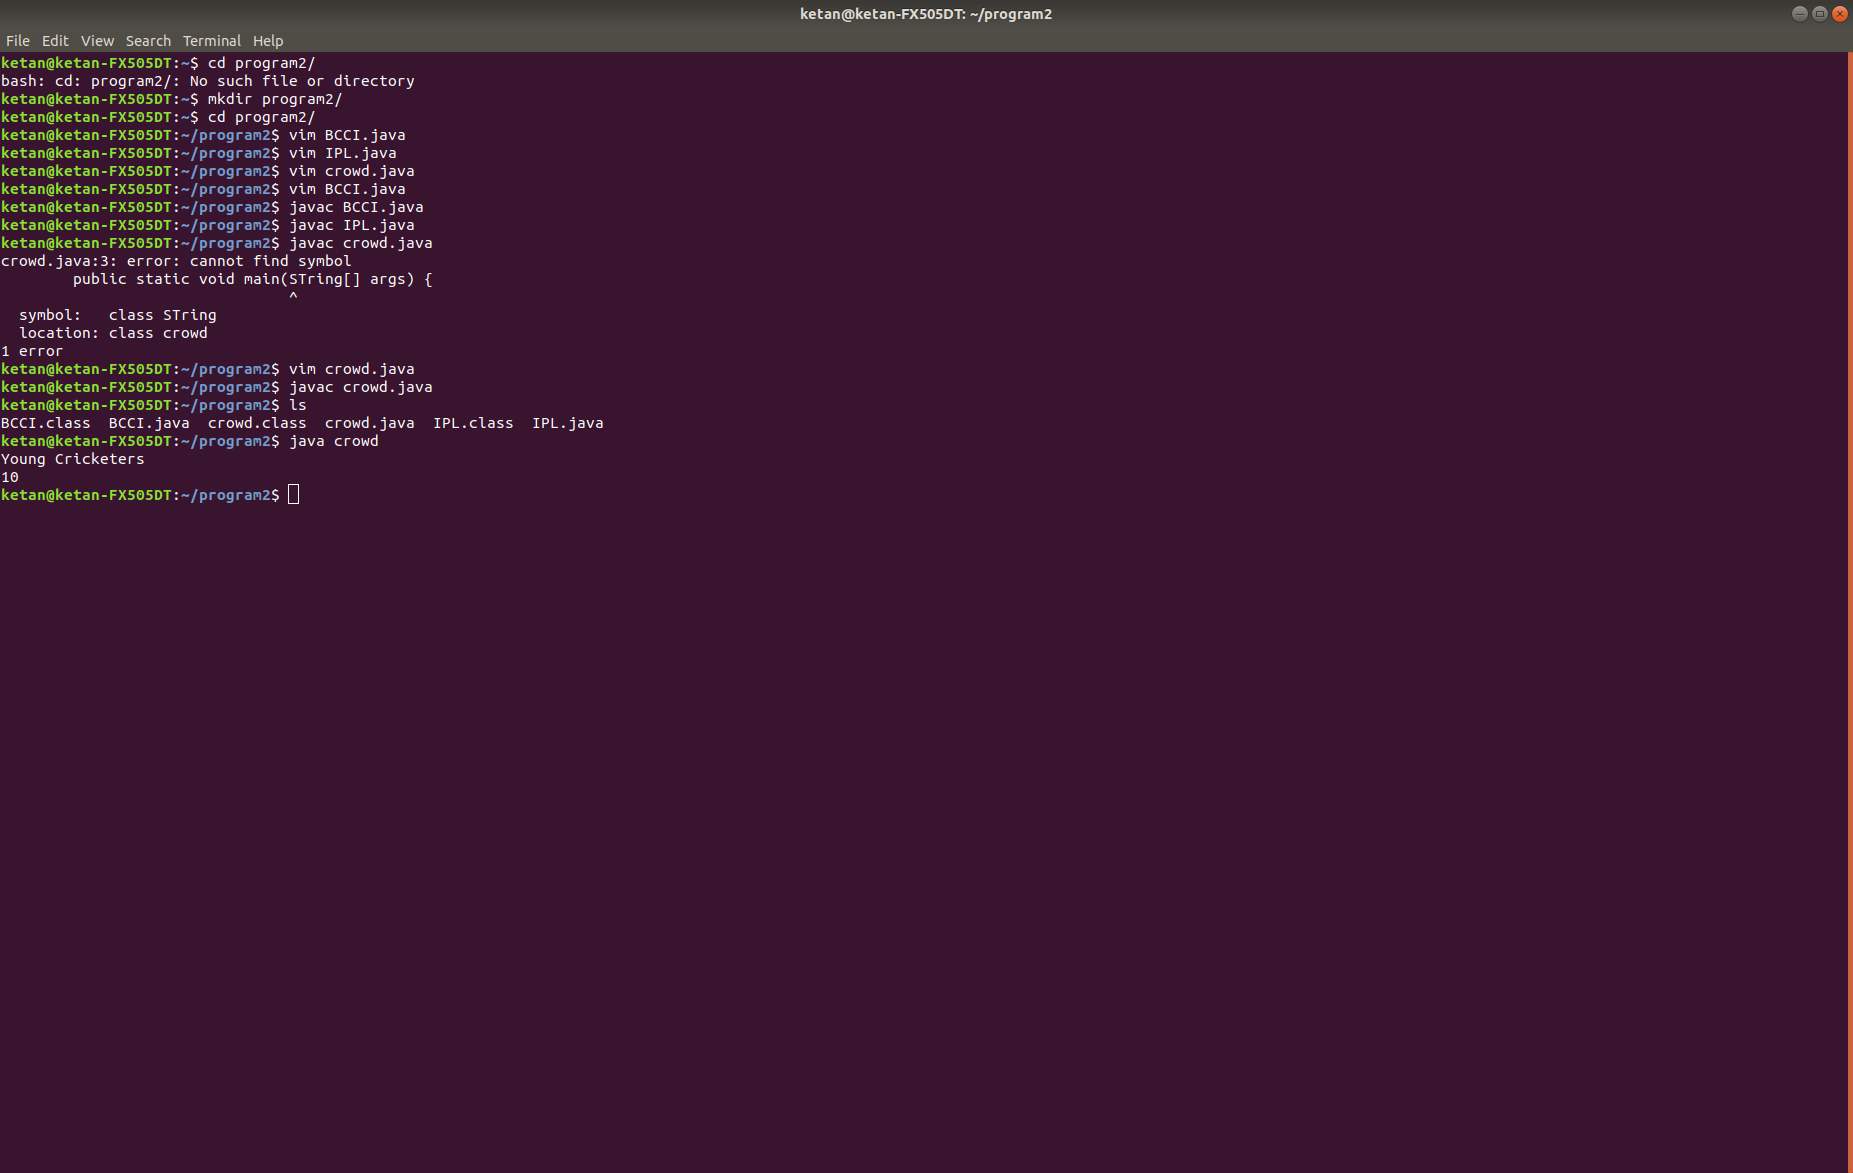 ketan@ketan-FX505DT: ~/program2
File Edit View Search Terminal Help
ketan@ketan-FX505DT:~$ cd program2/
bash: cd: program2/: No such file or directory
ketan@ketan-FX505DT:~$ mkdir program2/
ketan@ketan-FX505DT:~$ cd program2/
ketan@ketan-FX505DT:~/program2$ vim BCCI.java
ketan@ketan-FX505DT:~/program2$ vim IPL.java
ketan@ketan-FX505DT:~/program2$ vim crowd.java
ketan@ketan-FX505DT:~/program2$ vim BCCI.java
ketan@ketan-FX505DT:~/program2$ javac BCCI.java
ketan@ketan-FX505DT:~/program2$ javac IPL.java
ketan@ketan-FX505DT:~/program2$ javac crowd.java
crowd.java:3: error: cannot find symbol
        public static void main(STring[] args) {
                                ^
  symbol:   class STring
  location: class crowd
1 error
ketan@ketan-FX505DT:~/program2$ vim crowd.java
ketan@ketan-FX505DT:~/program2$ javac crowd.java
ketan@ketan-FX505DT:~/program2$ ls
BCCI.class  BCCI.java  crowd.class  crowd.java  IPL.class  IPL.java
ketan@ketan-FX505DT:~/program2$ java crowd
Young Cricketers
10
ketan@ketan-FX505DT:~/program2$